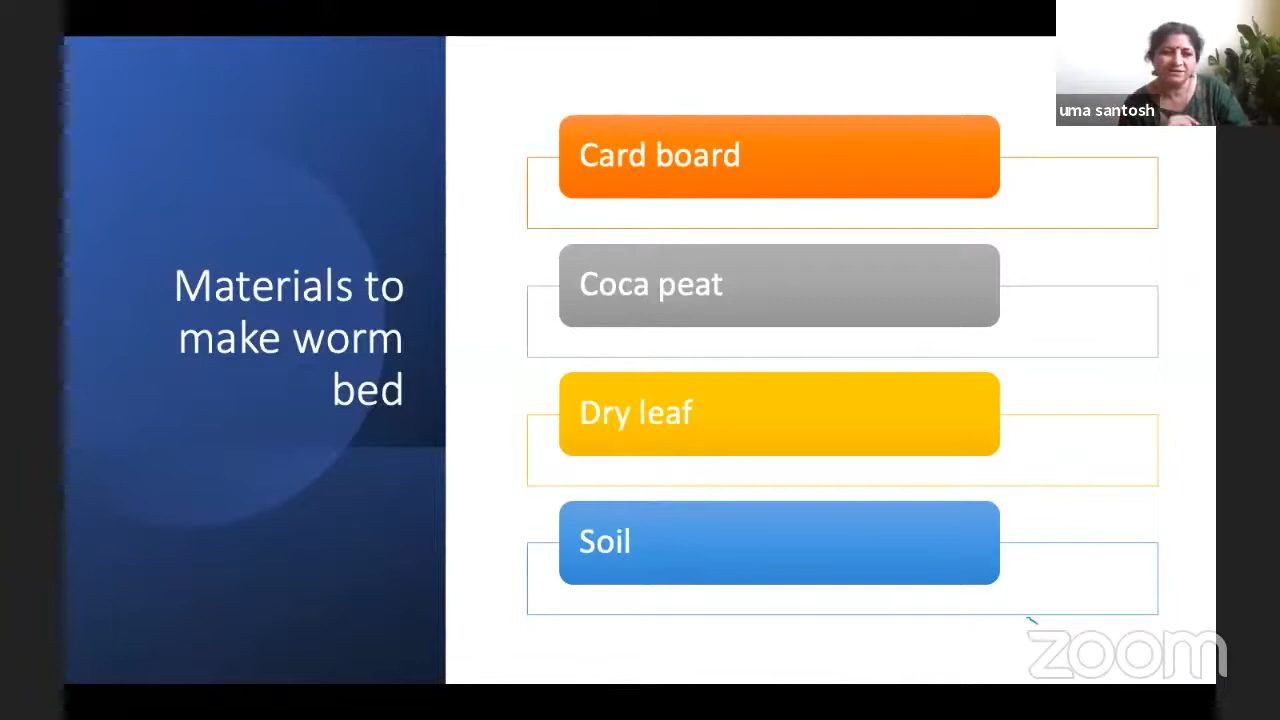 uma santosh
Materials to
make worm
bed
Card board
Coca peat
Dry leaf
Soil
zoom